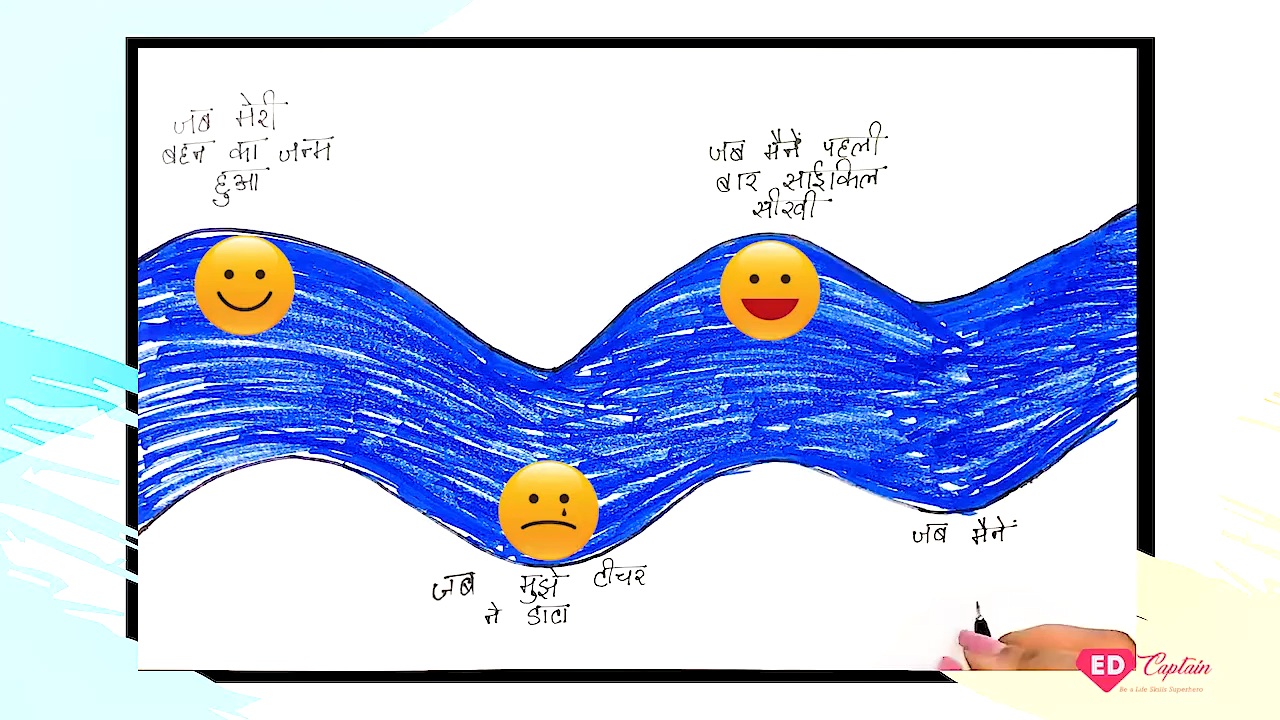 जब मेरी
बहन का जन्म
हुआ
जब मैनें पहली
बार साईकिल
सीखी
जब मुझे टीचर
ने डाटा
जब मैनें
ED Captain
Be a Life Skills Superhero